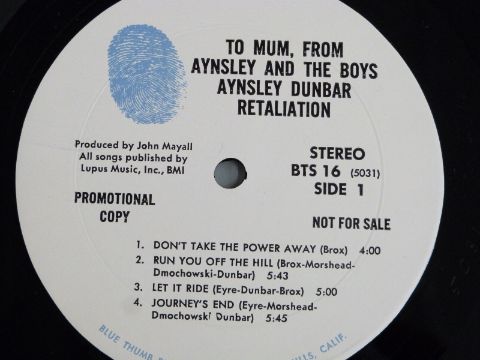 TO MUM, FROM
AYNSLEY AND THE BOYS
AYNSLEY DUNBAR
RETALIATION
Produced by John Mayall
All songs published by
Lupus Music, Inc., BMI
STEREO
BTS 16 (5031)
SIDE 1
PROMOTIONAL
COPY
NOT FOR SALE
1. DON'T TAKE THE POWER AWAY (Brox) 4:00
2. RUN YOU OFF THE HILL (Brox-Morshead-
Dmochowski-Dunbar) 5:43
3. LET IT RIDE (Eyre-Dunbar-Brox) 5:00
4. JOURNEY'S END (Eyre-Morshead-
Dmochowski Dunbar) 5:45
BLUE THUMB
CALIF.